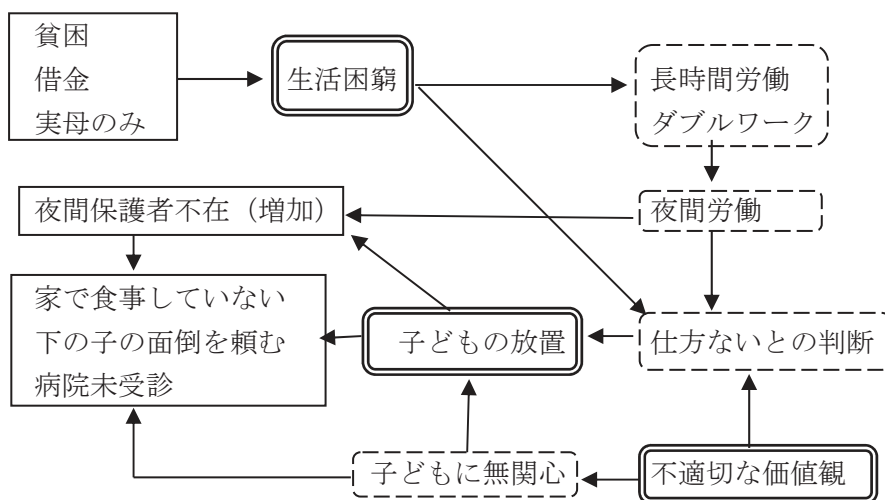 貧困
借金
実母のみ
生活困窮
長時間労働
ダブルワーク
夜間保護者不在（増加）
夜間労働
家で食事していない
下の子の面倒を頼む
病院未受診
子どもの放置
仕方ないとの判断
子どもに無関心
不適切な価値観